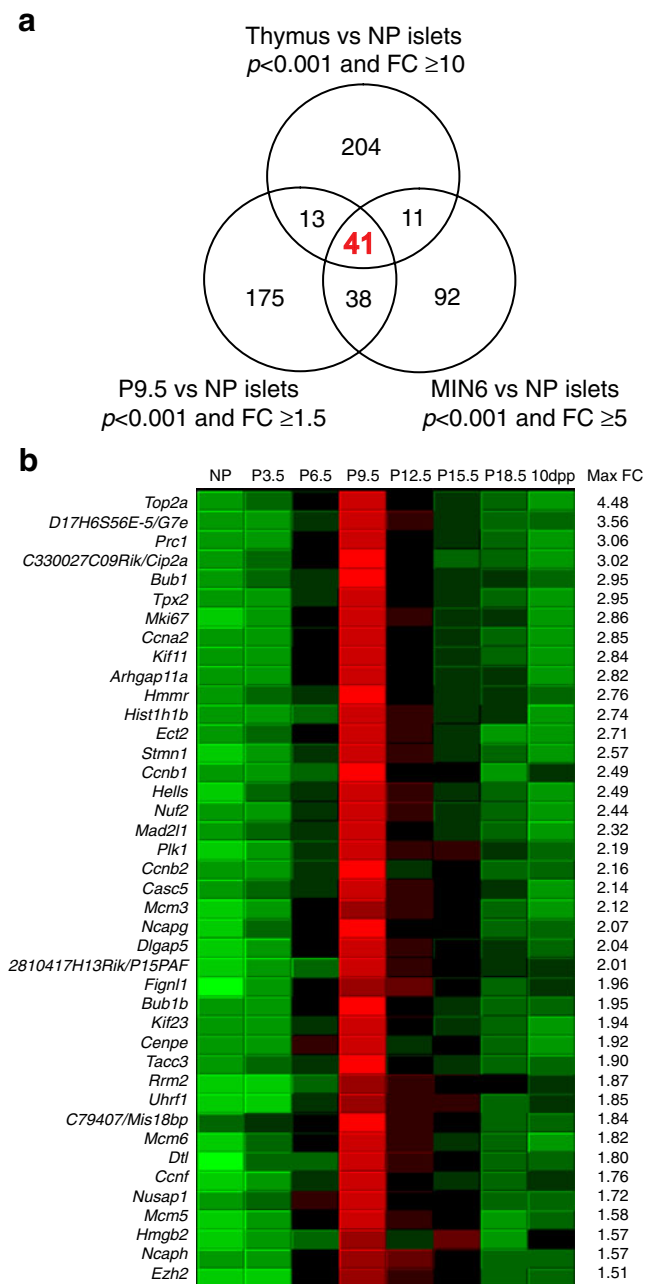 a
Thymus vs NP islets
p<0.001 and FC ≥10
204
13
11
41
175
38
92
P9.5 vs NP islets
p<0.001 and FC ≥1.5
MIN6 vs NP islets
p<0.001 and FC ≥5
b
NP P3.5 P6.5 P9.5 P12.5 P15.5 P18.5 10dpp Max FC
Top2a 4.48
D17H6S56E-5/G7e 3.56
Prc1 3.06
C330027C09Rik/Cip2a 3.02
Bub1 2.95
Tpx2 2.95
Mki67 2.86
Ccna2 2.85
Kif11 2.84
Arhgap11a 2.82
Hmmr 2.76
Hist1h1b 2.74
Ect2 2.71
Stmn1 2.57
Ccnb1 2.49
Hells 2.49
Nuf2 2.44
Mad2l1 2.32
Plk1 2.19
Ccnb2 2.16
Casc5 2.14
Mcm3 2.12
Ncapg 2.07
Dlgap5 2.04
2810417H13Rik/P15PAF 2.01
Fignl1 1.96
Bub1b 1.95
Kif23 1.94
Cenpe 1.92
Tacc3 1.90
Rrm2 1.87
Uhrf1 1.85
C79407/Mis18bp 1.84
Mcm6 1.82
Dtl 1.80
Ccnf 1.76
Nusap1 1.72
Mcm5 1.58
Hmgb2 1.57
Ncaph 1.57
Ezh2 1.51